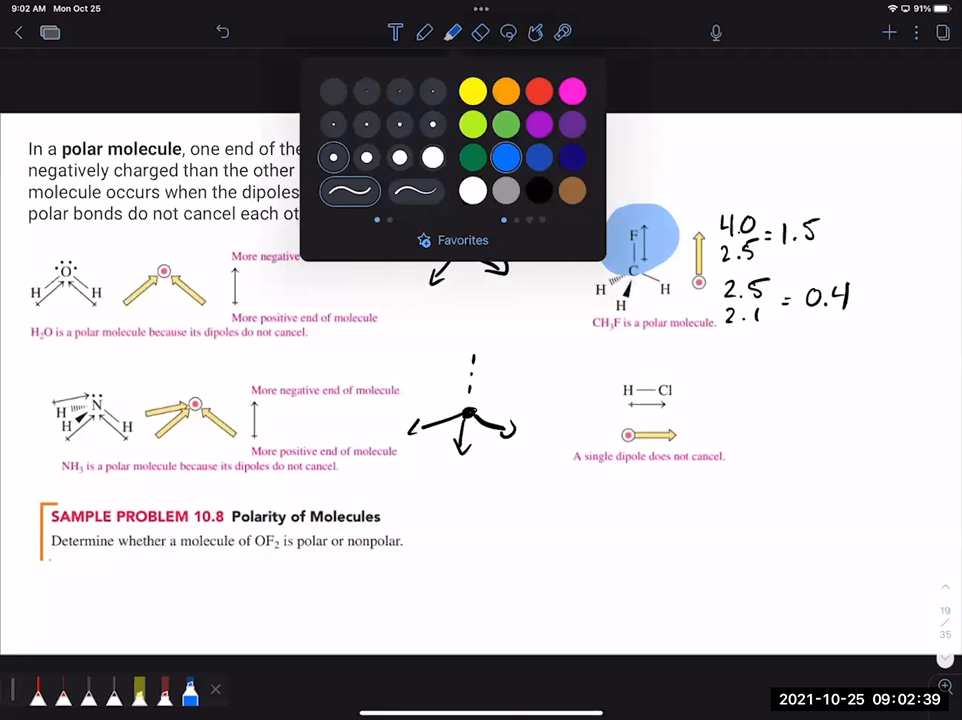 9:02 AM Mon Oct 25
91%
T
Favorites
In a polar molecule, one end of the
negatively charged than the other
molecule occurs when the dipoles
polar bonds do not cancel each ot
O
H H
More negative
More positive end of molecule
H₂O is a polar molecule because its dipoles do not cancel.
F
C
H H
H
CH₃F is a polar molecule.
4.0
2.5 = 1.5
2.5
2.1 = 0.4
N
H
H H
More negative end of molecule
More positive end of molecule
NH₃ is a polar molecule because its dipoles do not cancel.
H—Cl
A single dipole does not cancel.
SAMPLE PROBLEM 10.8 Polarity of Molecules
Determine whether a molecule of OF₂ is polar or nonpolar.
19
/
35
2021-10-25 09:02:39